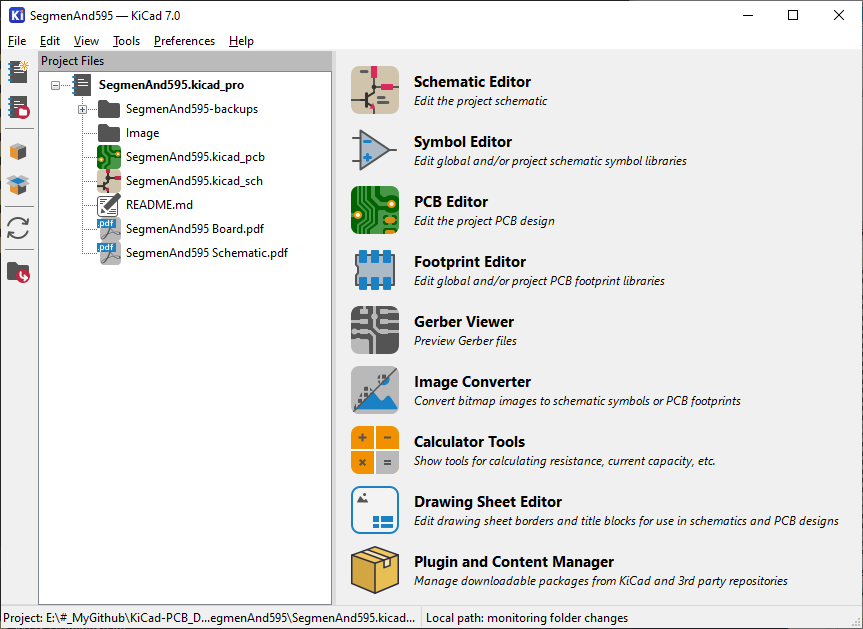 Ki SegmenAnd595 — KiCad 7.0
File Edit View Tools Preferences Help
Project Files
SegmenAnd595.kicad_pro
SegmenAnd595-backups
Image
SegmenAnd595.kicad_pcb
SegmenAnd595.kicad_sch
README.md
.pdf SegmenAnd595 Board.pdf
.pdf SegmenAnd595 Schematic.pdf
Schematic Editor
Edit the project schematic
Symbol Editor
Edit global and/or project schematic symbol libraries
PCB Editor
Edit the project PCB design
Footprint Editor
Edit global and/or project PCB footprint libraries
Gerber Viewer
Preview Gerber files
Image Converter
Convert bitmap images to schematic symbols or PCB footprints
Calculator Tools
Show tools for calculating resistance, current capacity, etc.
Drawing Sheet Editor
Edit drawing sheet borders and title blocks for use in schematics and PCB designs
Plugin and Content Manager
Manage downloadable packages from KiCad and 3rd party repositories
Project: E:\#_MyGithub\KiCad-PCB_D...egmenAnd595\SegmenAnd595.kicad... Local path: monitoring folder changes